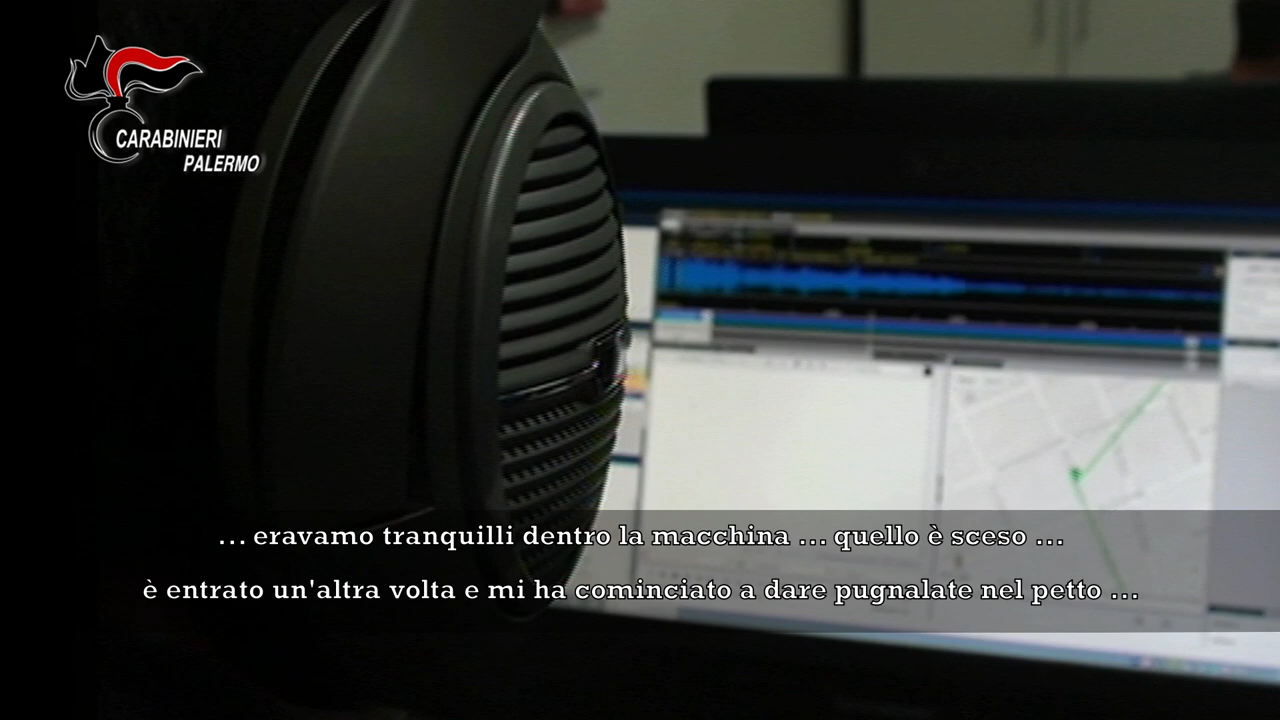 CARABINIERI
PALERMO
... eravamo tranquilli dentro la macchina ... quello è sceso ...
è entrato un'altra volta e mi ha cominciato a dare pugnalate nel petto ...